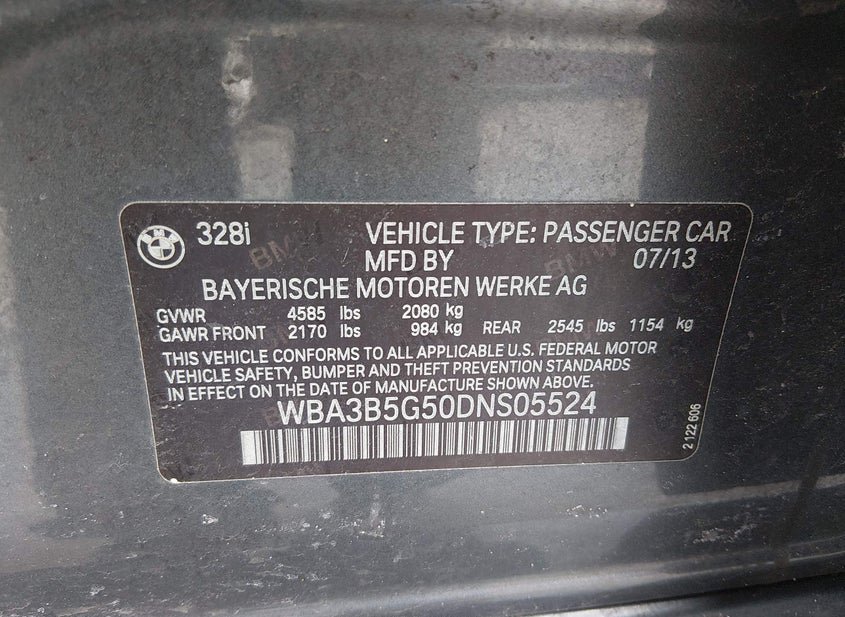 328i VEHICLE TYPE: PASSENGER CAR
MFD BY 07/13
BAYERISCHE MOTOREN WERKE AG
GVWR 4585 lbs 2080 kg
GAWR FRONT 2170 lbs 984 kg REAR 2545 lbs 1154 kg
THIS VEHICLE CONFORMS TO ALL APPLICABLE U.S. FEDERAL MOTOR
VEHICLE SAFETY, BUMPER AND THEFT PREVENTION STANDARDS
IN EFFECT ON THE DATE OF MANUFACTURE SHOWN ABOVE.
WBA3B5G50DNS05524
2 122 606